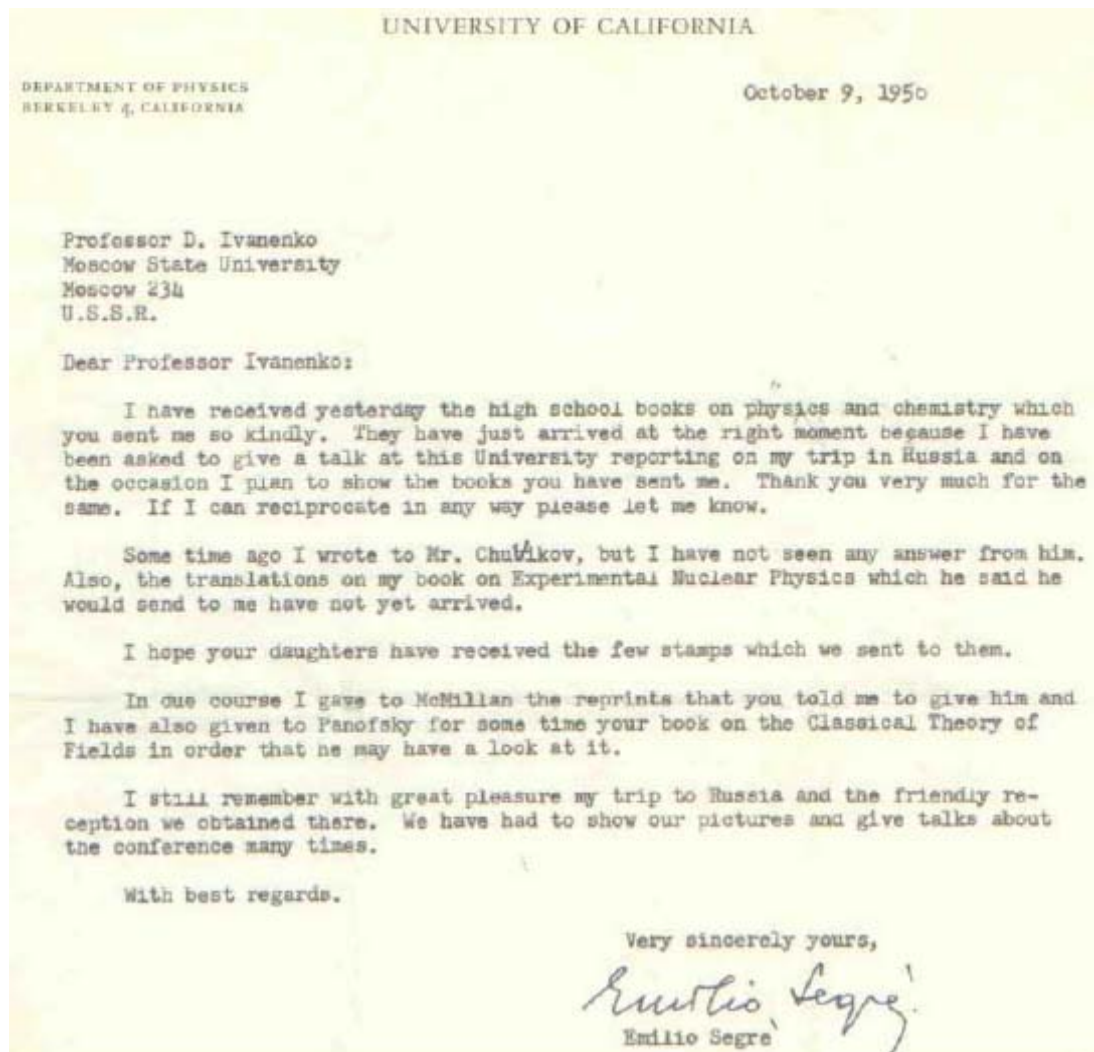 UNIVERSITY OF CALIFORNIA
DEPARTMENT OF PHYSICS
BERKELEY 4, CALIFORNIA
October 9, 1956
Professor D. Ivanenko
Moscow State University
Moscow 234
U.S.S.R.
Dear Professor Ivanenko:
I have received yesterday the high school books on physics and chemistry which
you sent me so kindly. They have just arrived at the right moment because I have
been asked to give a talk at this University reporting on my trip in Russia and on
the occasion I plan to show the books you have sent me. Thank you very much for the
same. If I can reciprocate in any way please let me know.
Some time ago I wrote to Mr. Chuvikov, but I have not seen any answer from him.
Also, the translations on my book on Experimental Nuclear Physics which he said he
would send to me have not yet arrived.
I hope your daughters have received the few stamps which we sent to them.
In due course I gave to McMillan the reprints that you told me to give him and
I have also given to Panofsky for some time your book on the Classical Theory of
Fields in order that he may have a look at it.
I still remember with great pleasure my trip to Russia and the friendly re-
ception we obtained there. We have had to show our pictures and give talks about
the conference many times.
With best regards.
Very sincerely yours,
Emilio Segrè
Emilio Segrè